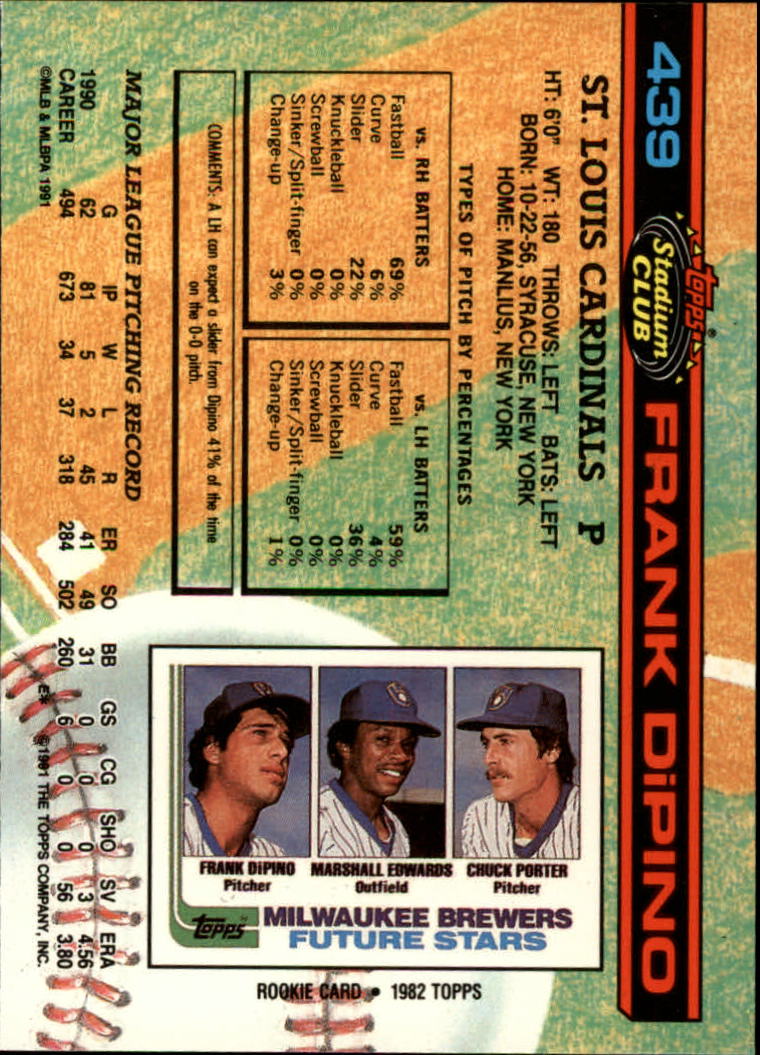 439 Topps® Stadium CLUB FRANK DiPINO
ST. LOUIS CARDINALS P
HT: 6'0" WT: 180 THROWS: LEFT BATS: LEFT
BORN: 10-22-56, SYRACUSE, NEW YORK
HOME: MANLIUS, NEW YORK
TYPES OF PITCH BY PERCENTAGES
vs. RH BATTERS
Fastball 69%
Curve 6%
Slider 22%
Knuckleball 0%
Screwball 0%
Sinker/Split-finger 0%
Change-up 3%
vs. LH BATTERS
Fastball 59%
Curve 4%
Slider 36%
Knuckleball 0%
Screwball 0%
Sinker/Split-finger 0%
Change-up 1%
COMMENTS: A LH can expect a slider from Dipino 41% of the time
on the 0-0 pitch.
MAJOR LEAGUE PITCHING RECORD
G IP W L R ER SO BB GS CG SHO SV ERA
1990 62 81 5 2 45 41 49 31 0 0 0 3 4.56
CAREER 494 673 34 37 318 284 502 260 6 0 0 56 3.80
©MLB & MLBPA 1991 E* ©1991 THE TOPPS COMPANY, INC.
FRANK DiPINO
Pitcher
MARSHALL EDWARDS
Outfield
CHUCK PORTER
Pitcher
Topps
MILWAUKEE BREWERS
FUTURE STARS
ROOKIE CARD • 1982 TOPPS